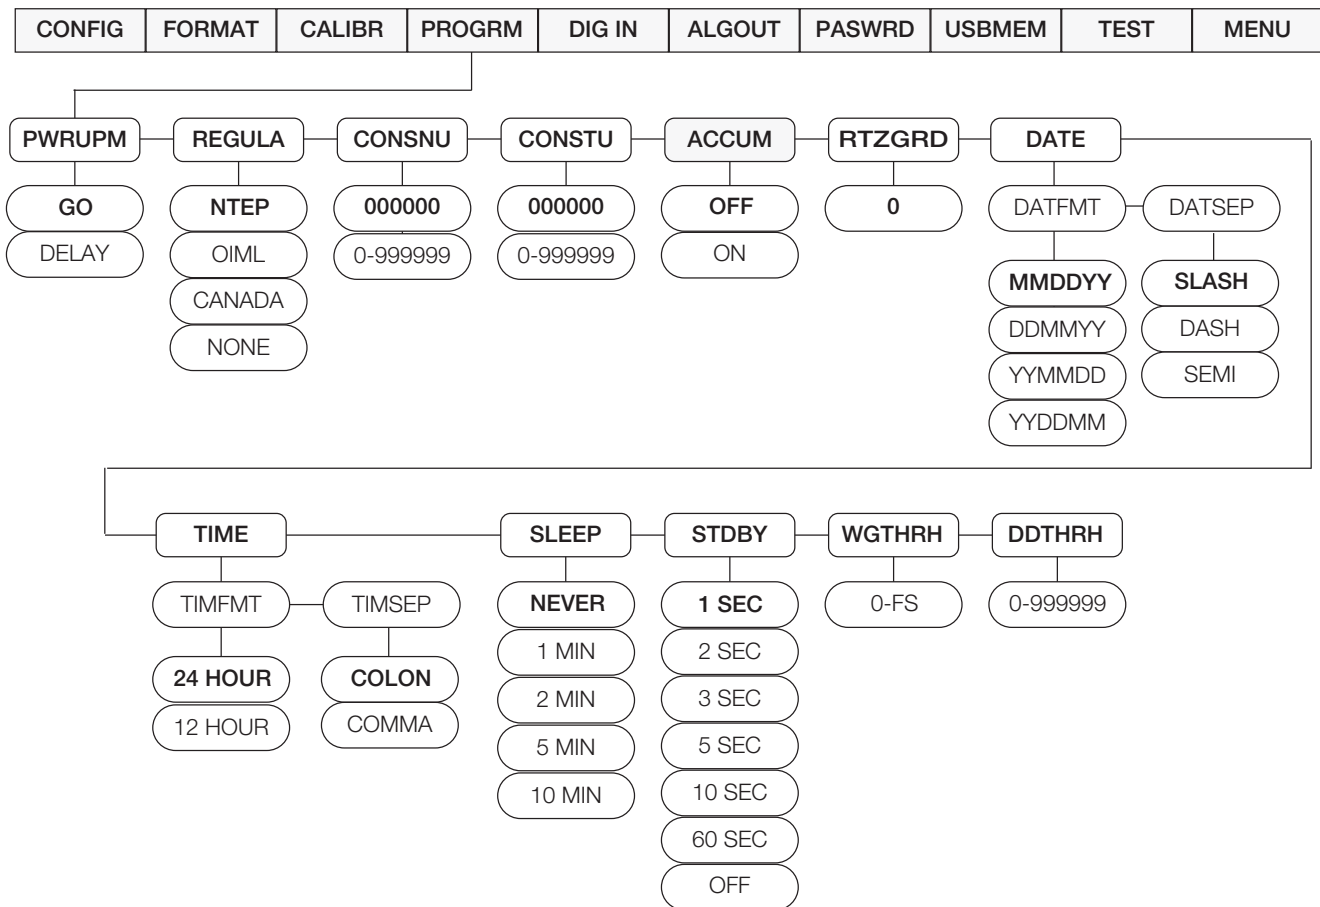 CONFIG FORMAT CALIBR PROGRM DIG IN ALGOUT PASWRD USBMEM TEST MENU
PWRUPM REGULA CONSNU CONSTU ACCUM RTZGRD DATE
GO NTEP 000000 000000 OFF 0 DATFMT DATSEP
DELAY OIML 0-999999 0-999999 ON
CANADA MMDDYY SLASH
NONE DDMMYY DASH
YYMMDD SEMI
YYDDMM
TIME SLEEP STDBY WGTHRH DDTHRH
TIMFMT TIMSEP NEVER 1 SEC 0-FS 0-999999
1 MIN 2 SEC
24 HOUR COLON 2 MIN 3 SEC
12 HOUR COMMA 5 MIN 5 SEC
10 MIN 10 SEC
60 SEC
OFF